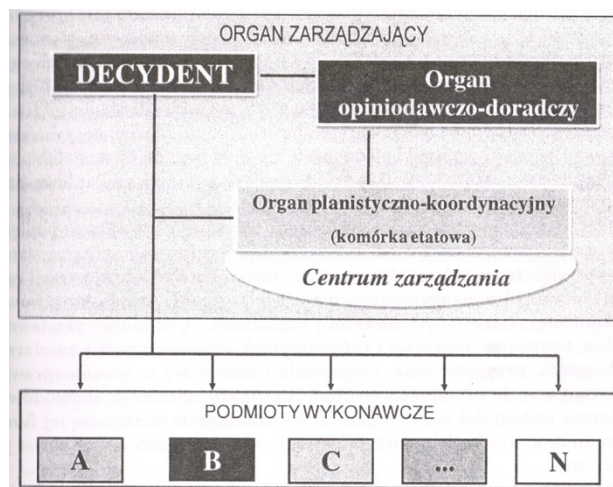 ORGAN ZARZĄDZAJĄCY
DECYDENT
Organ
opiniodawczo-doradczy
Organ planistyczno-koordynacyjny
(komórka etatowa)
Centrum zarządzania
PODMIOTY WYKONAWCZE
A B C ... N